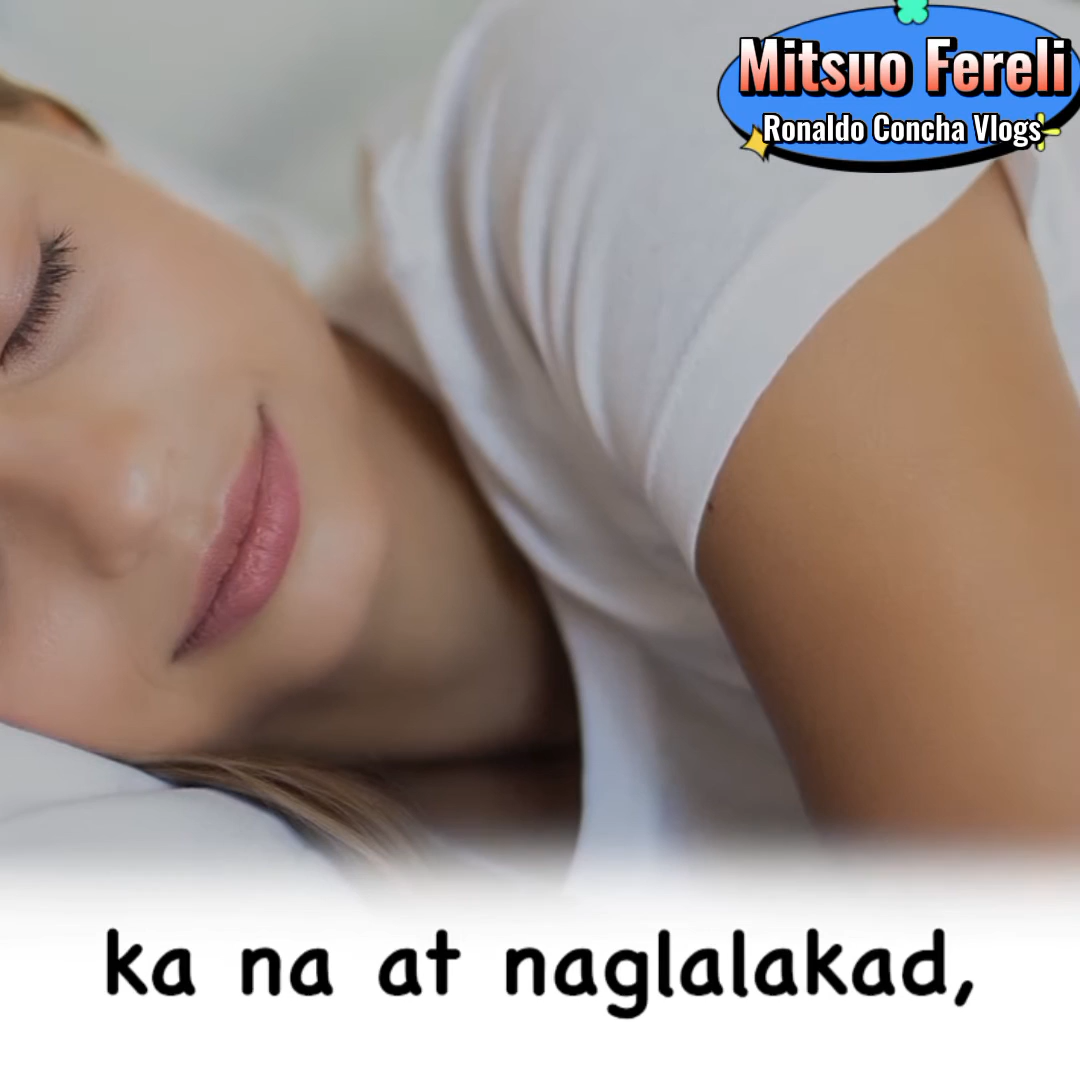 Mitsuo Fereli
Ronaldo Concha Vlogs
ka na at naglalakad,